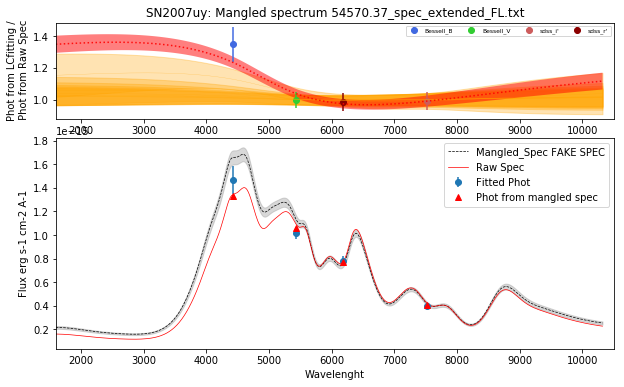 SN2007uy: Mangled spectrum 54570.37_spec_extended_FL.txt
Phot from LCfitting /
Phot from Raw Spec
1.4
1.2
1.0
Bessell_B
Bessell_V
sdss_i'
sdss_r'
2000 3000 4000 5000 6000 7000 8000 9000 10000
Flux erg s-1 cm-2 A-1
1.8
1.6
1.4
1.2
1.0
0.8
0.6
0.4
0.2
Mangled_Spec FAKE SPEC
Raw Spec
Fitted Phot
Phot from mangled spec
2000 3000 4000 5000 6000 7000 8000 9000 10000
Wavelenght